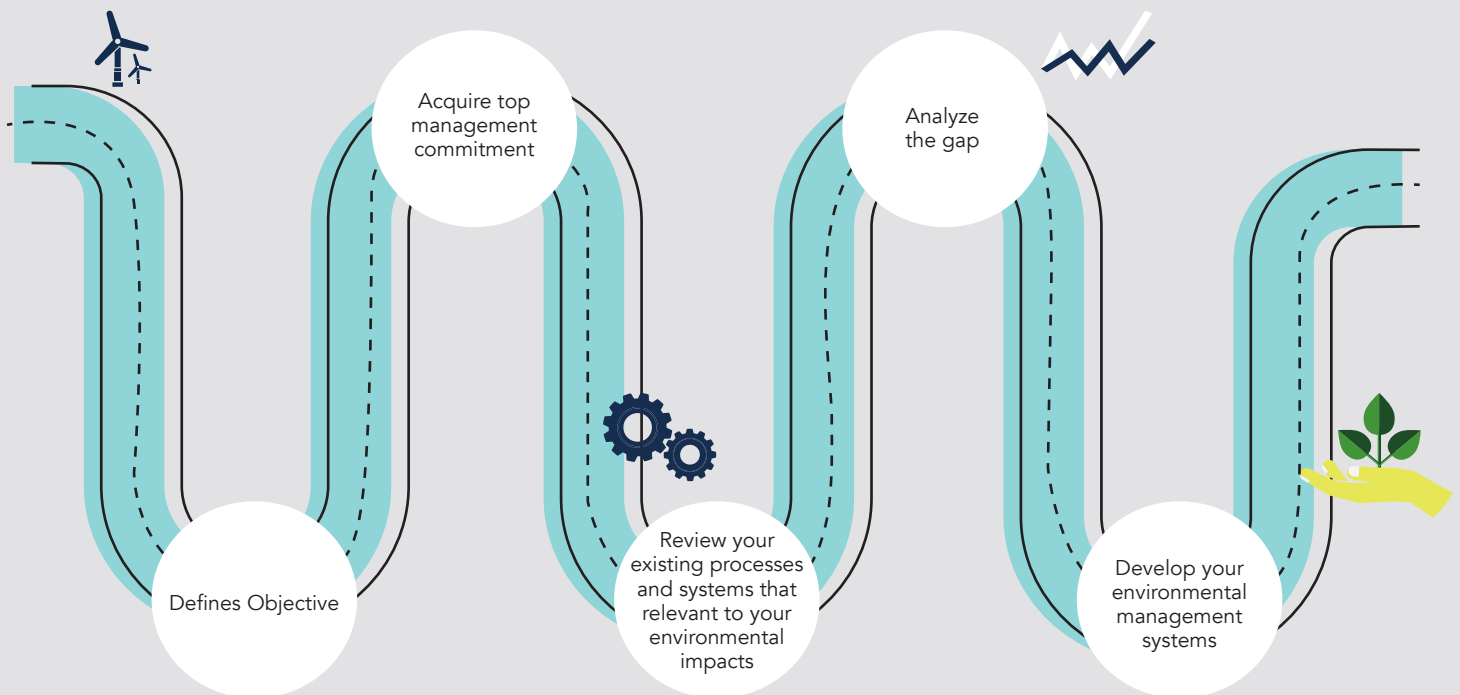 Defines Objective
Acquire top
management
commitment
Review your
existing processes
and systems that
relevant to your
environmental
impacts
Analyze
the gap
Develop your
environmental
management
systems